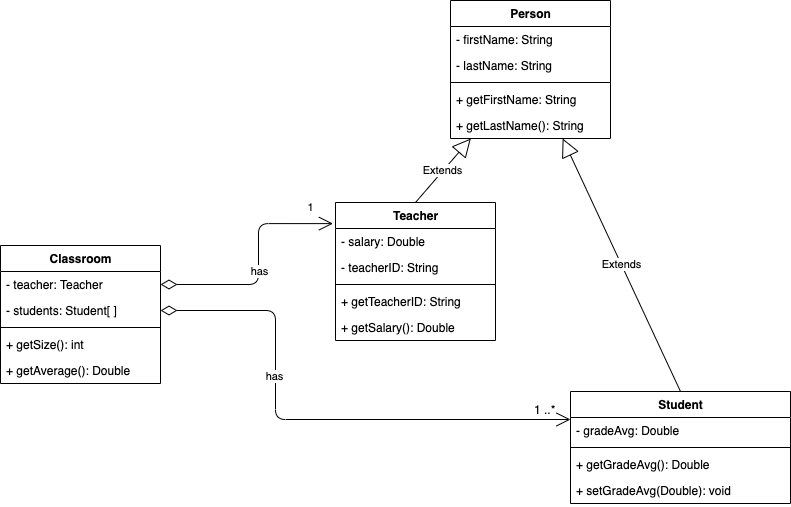 Person
- firstName: String
- lastName: String
+ getFirstName: String
+ getLastName(): String
Extends
1
Teacher
- salary: Double
- teacherID: String
+ getTeacherID: String
+ getSalary(): Double
Extends
Classroom
- teacher: Teacher
- students: Student[ ]
+ getSize(): int
+ getAverage(): Double
has
has
1 ..*
Student
- gradeAvg: Double
+ getGradeAvg(): Double
+ setGradeAvg(Double): void